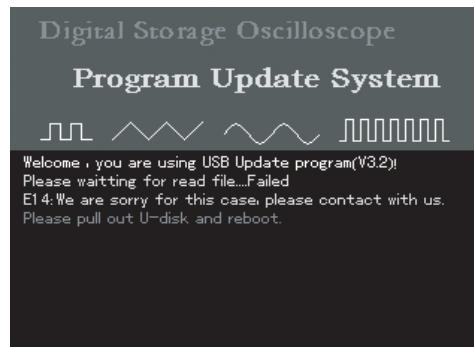 Digital Storage Oscilloscope
Program Update System
Welcome , you are using USB Update program(V3.2)!
Please waitting for read file....Failed
E14: We are sorry for this case, please contact with us.
Please pull out U-disk and reboot.